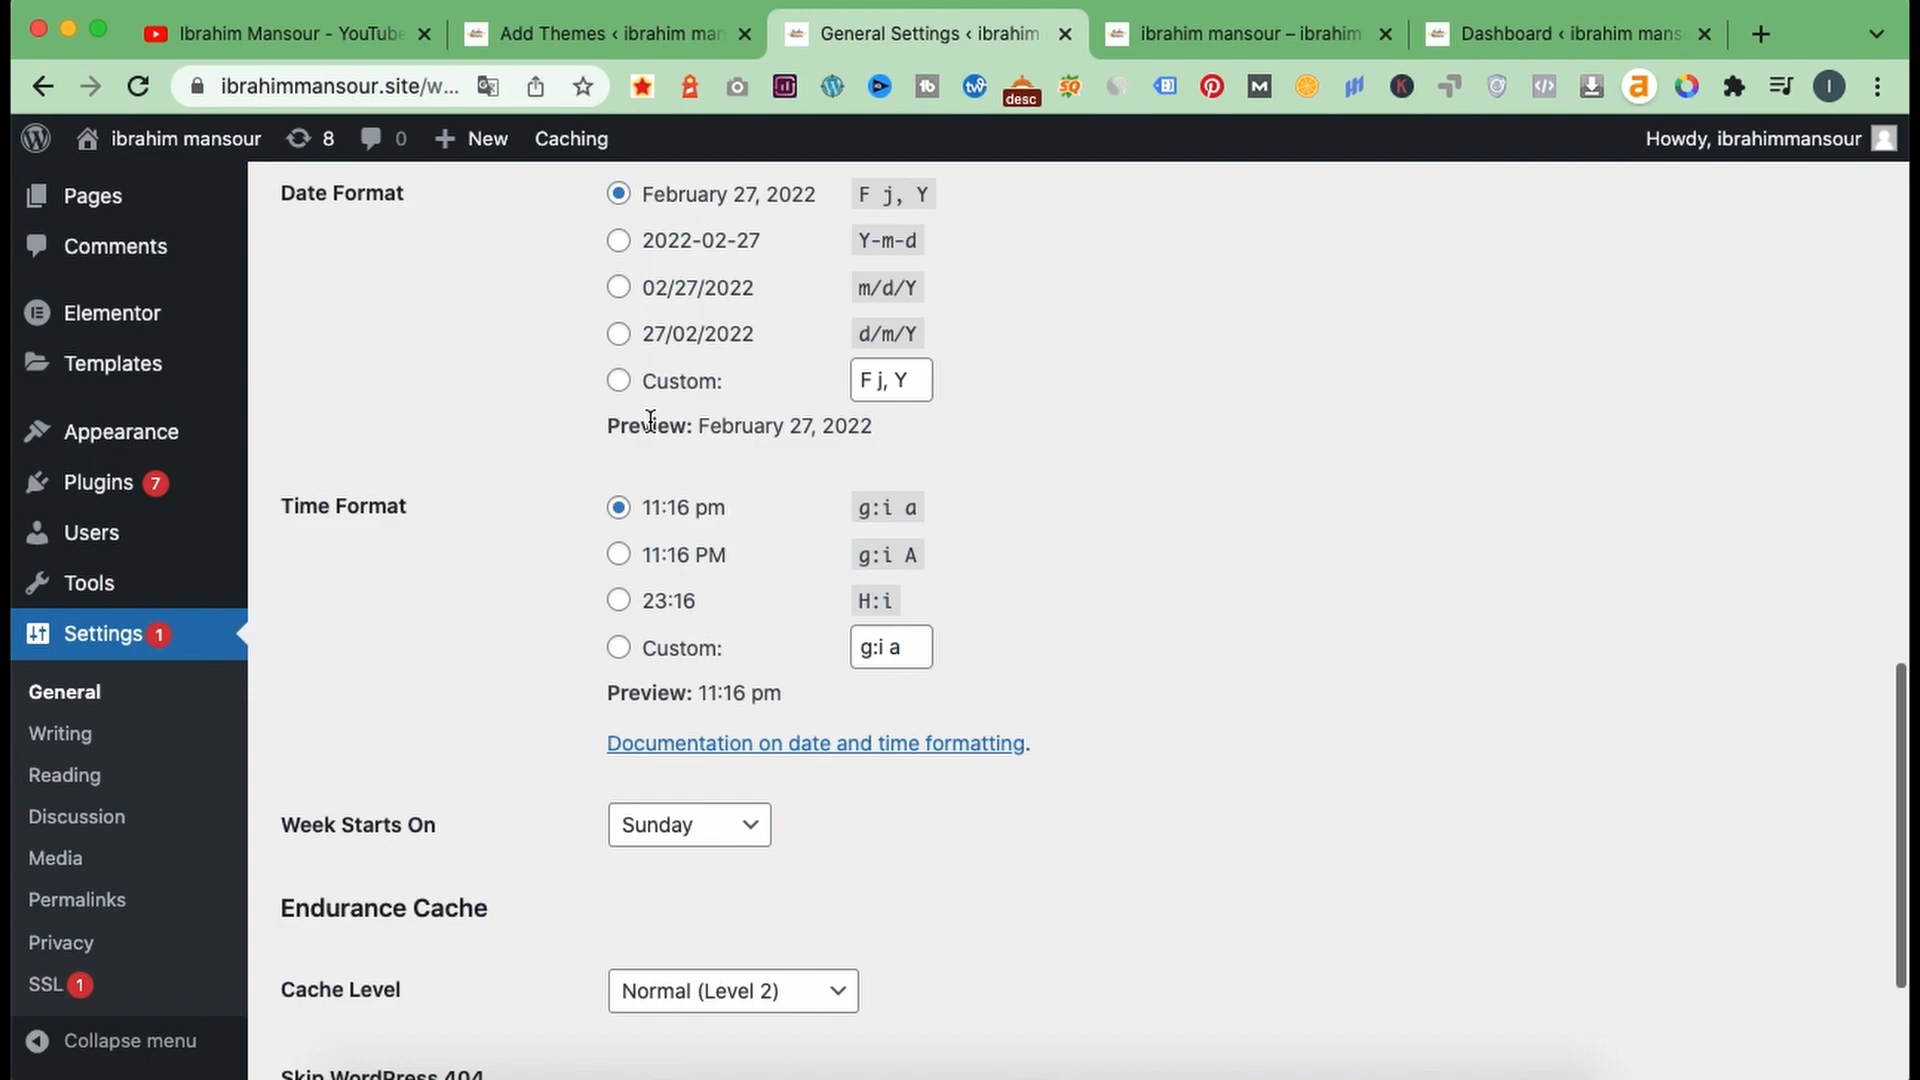 Ibrahim Mansour - YouTube
Add Themes ‹ ibrahim man
General Settings ‹ ibrahim
ibrahim mansour – ibrahim
Dashboard ‹ ibrahim mans
ibrahimmansour.site/w...
desc
ibrahim mansour
8
0
New
Caching
Howdy, ibrahimmansour
Pages
Comments
Elementor
Templates
Appearance
Plugins 7
Users
Tools
Settings 1
General
Writing
Reading
Discussion
Media
Permalinks
Privacy
SSL 1
Collapse menu
Date Format
February 27, 2022 F j, Y
2022-02-27 Y-m-d
02/27/2022 m/d/Y
27/02/2022 d/m/Y
Custom: F j, Y
Preview: February 27, 2022
Time Format
11:16 pm g:i a
11:16 PM g:i A
23:16 H:i
Custom: g:i a
Preview: 11:16 pm
Documentation on date and time formatting.
Week Starts On
Sunday
Endurance Cache
Cache Level
Normal (Level 2)
Skip WordPress 404